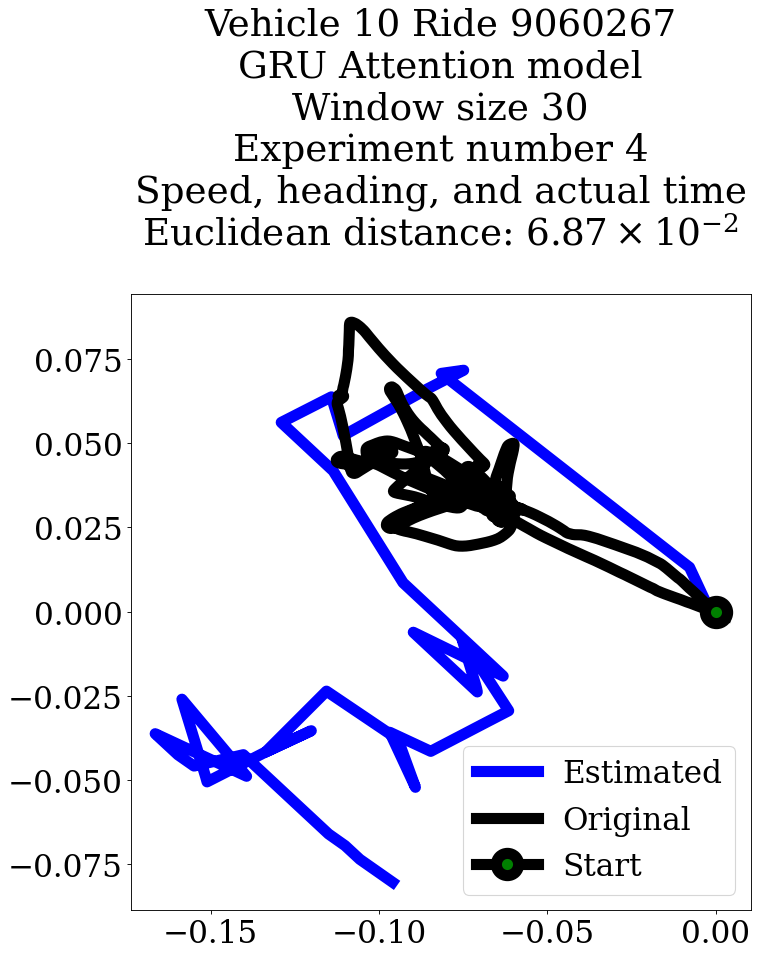 Vehicle 10 Ride 9060267
GRU Attention model
Window size 30
Experiment number 4
Speed, heading, and actual time
Euclidean distance: 6.87 × 10⁻²
0.075
0.050
0.025
0.000
−0.025
−0.050
−0.075
Estimated
Original
Start
−0.15
−0.10
−0.05
0.00